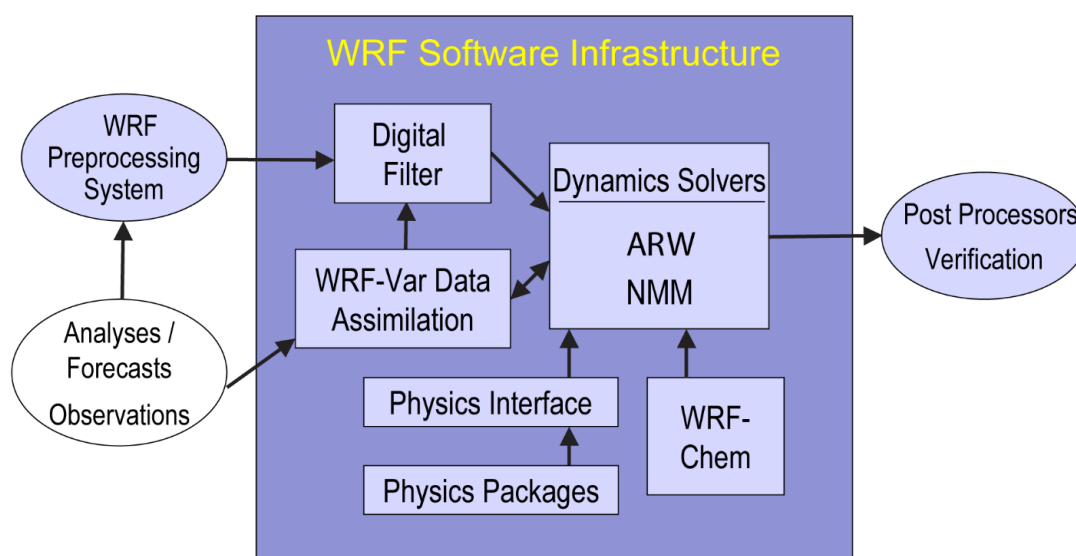 WRF Software Infrastructure
WRF
Preprocessing
System
Digital
Filter
Dynamics Solvers
ARW
NMM
Post Processors
Verification
WRF-Var Data
Assimilation
Analyses /
Forecasts
Observations
Physics Interface
WRF-
Chem
Physics Packages